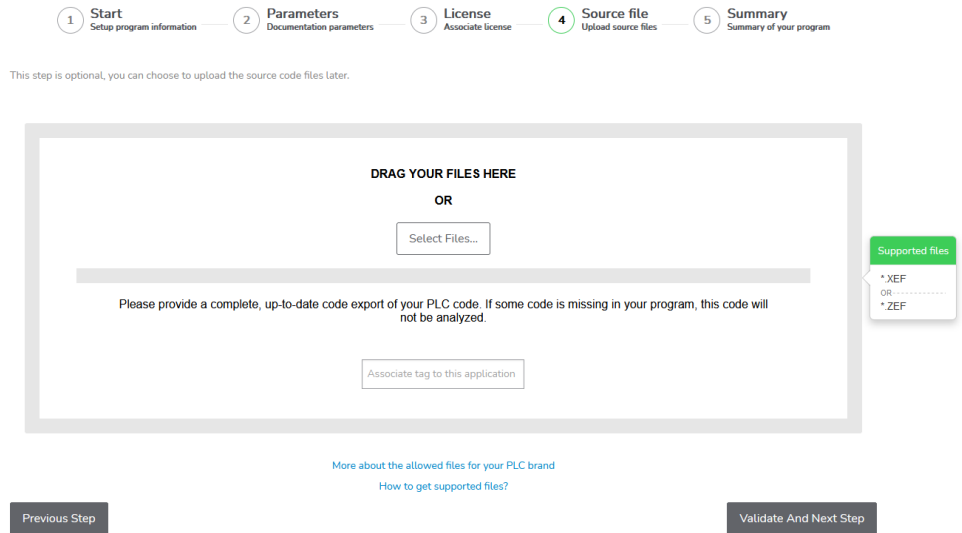 1 Start
Setup program information
2 Parameters
Documentation parameters
3 License
Associate license
4 Source file
Upload source files
5 Summary
Summary of your program
This step is optional, you can choose to upload the source code files later.
DRAG YOUR FILES HERE
OR
Select Files...
Supported files
*.XEF
OR
*.ZEF
Please provide a complete, up-to-date code export of your PLC code. If some code is missing in your program, this code will
not be analyzed.
Associate tag to this application
More about the allowed files for your PLC brand
How to get supported files?
Previous Step
Validate And Next Step